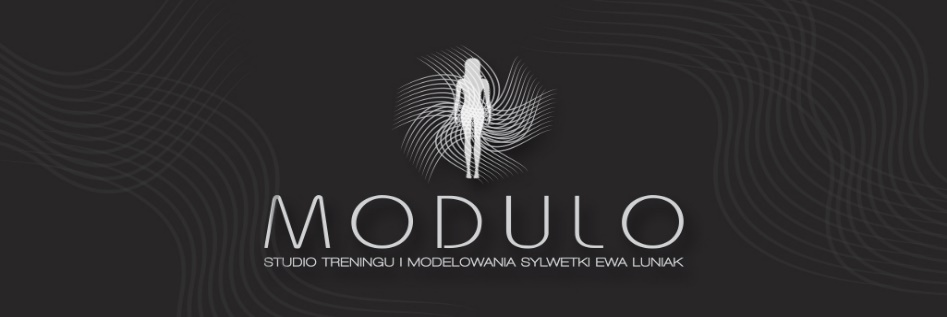 MODULO
STUDIO TRENINGU I MODELOWANIA SYLWETKI EWA LUNIAK